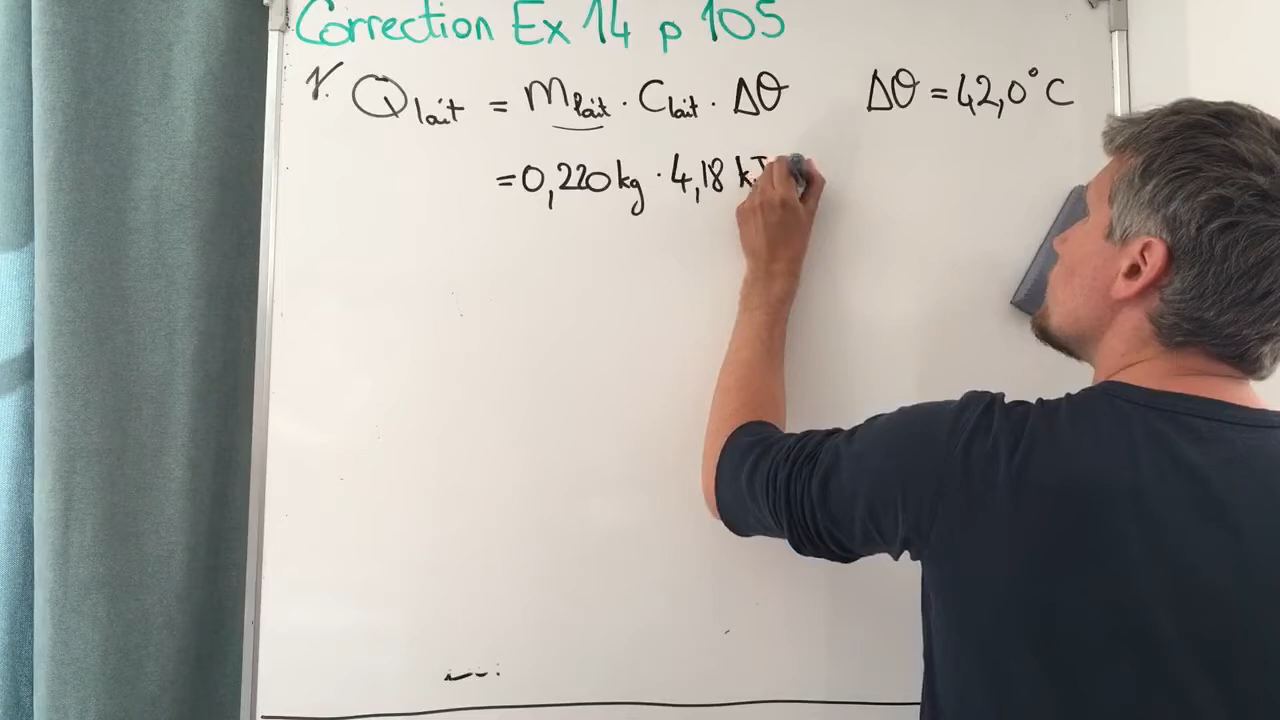 Correction Ex 14 p 105
1. Q lait = m lait . C lait . Δθ Δθ = 42,0°C
= 0,220 kg . 4,18 kJ